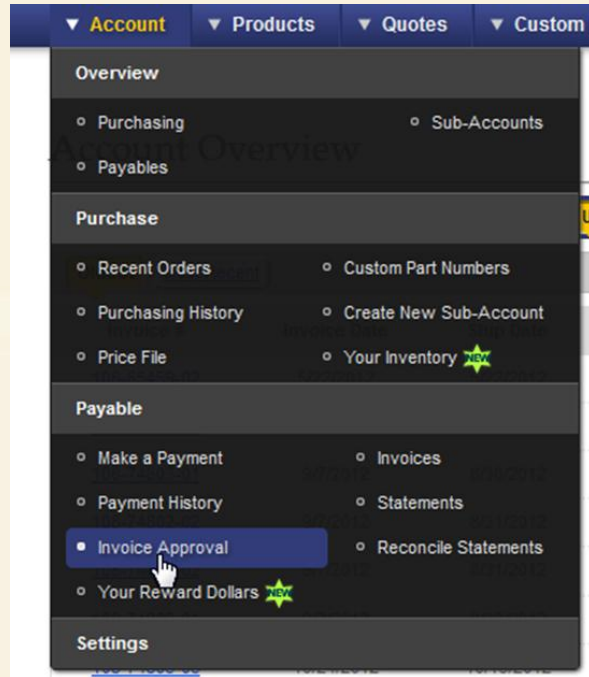 ▼ Account ▼ Products ▼ Quotes ▼ Custom
Overview
Purchasing Sub-Accounts
Account Overview
Payables
Purchase
Recent Orders Custom Part Numbers
Purchasing History Create New Sub-Account
Price File Your Inventory NEW
Payable
Make a Payment Invoices
Payment History Statements
Invoice Approval Reconcile Statements
Your Reward Dollars NEW
Settings